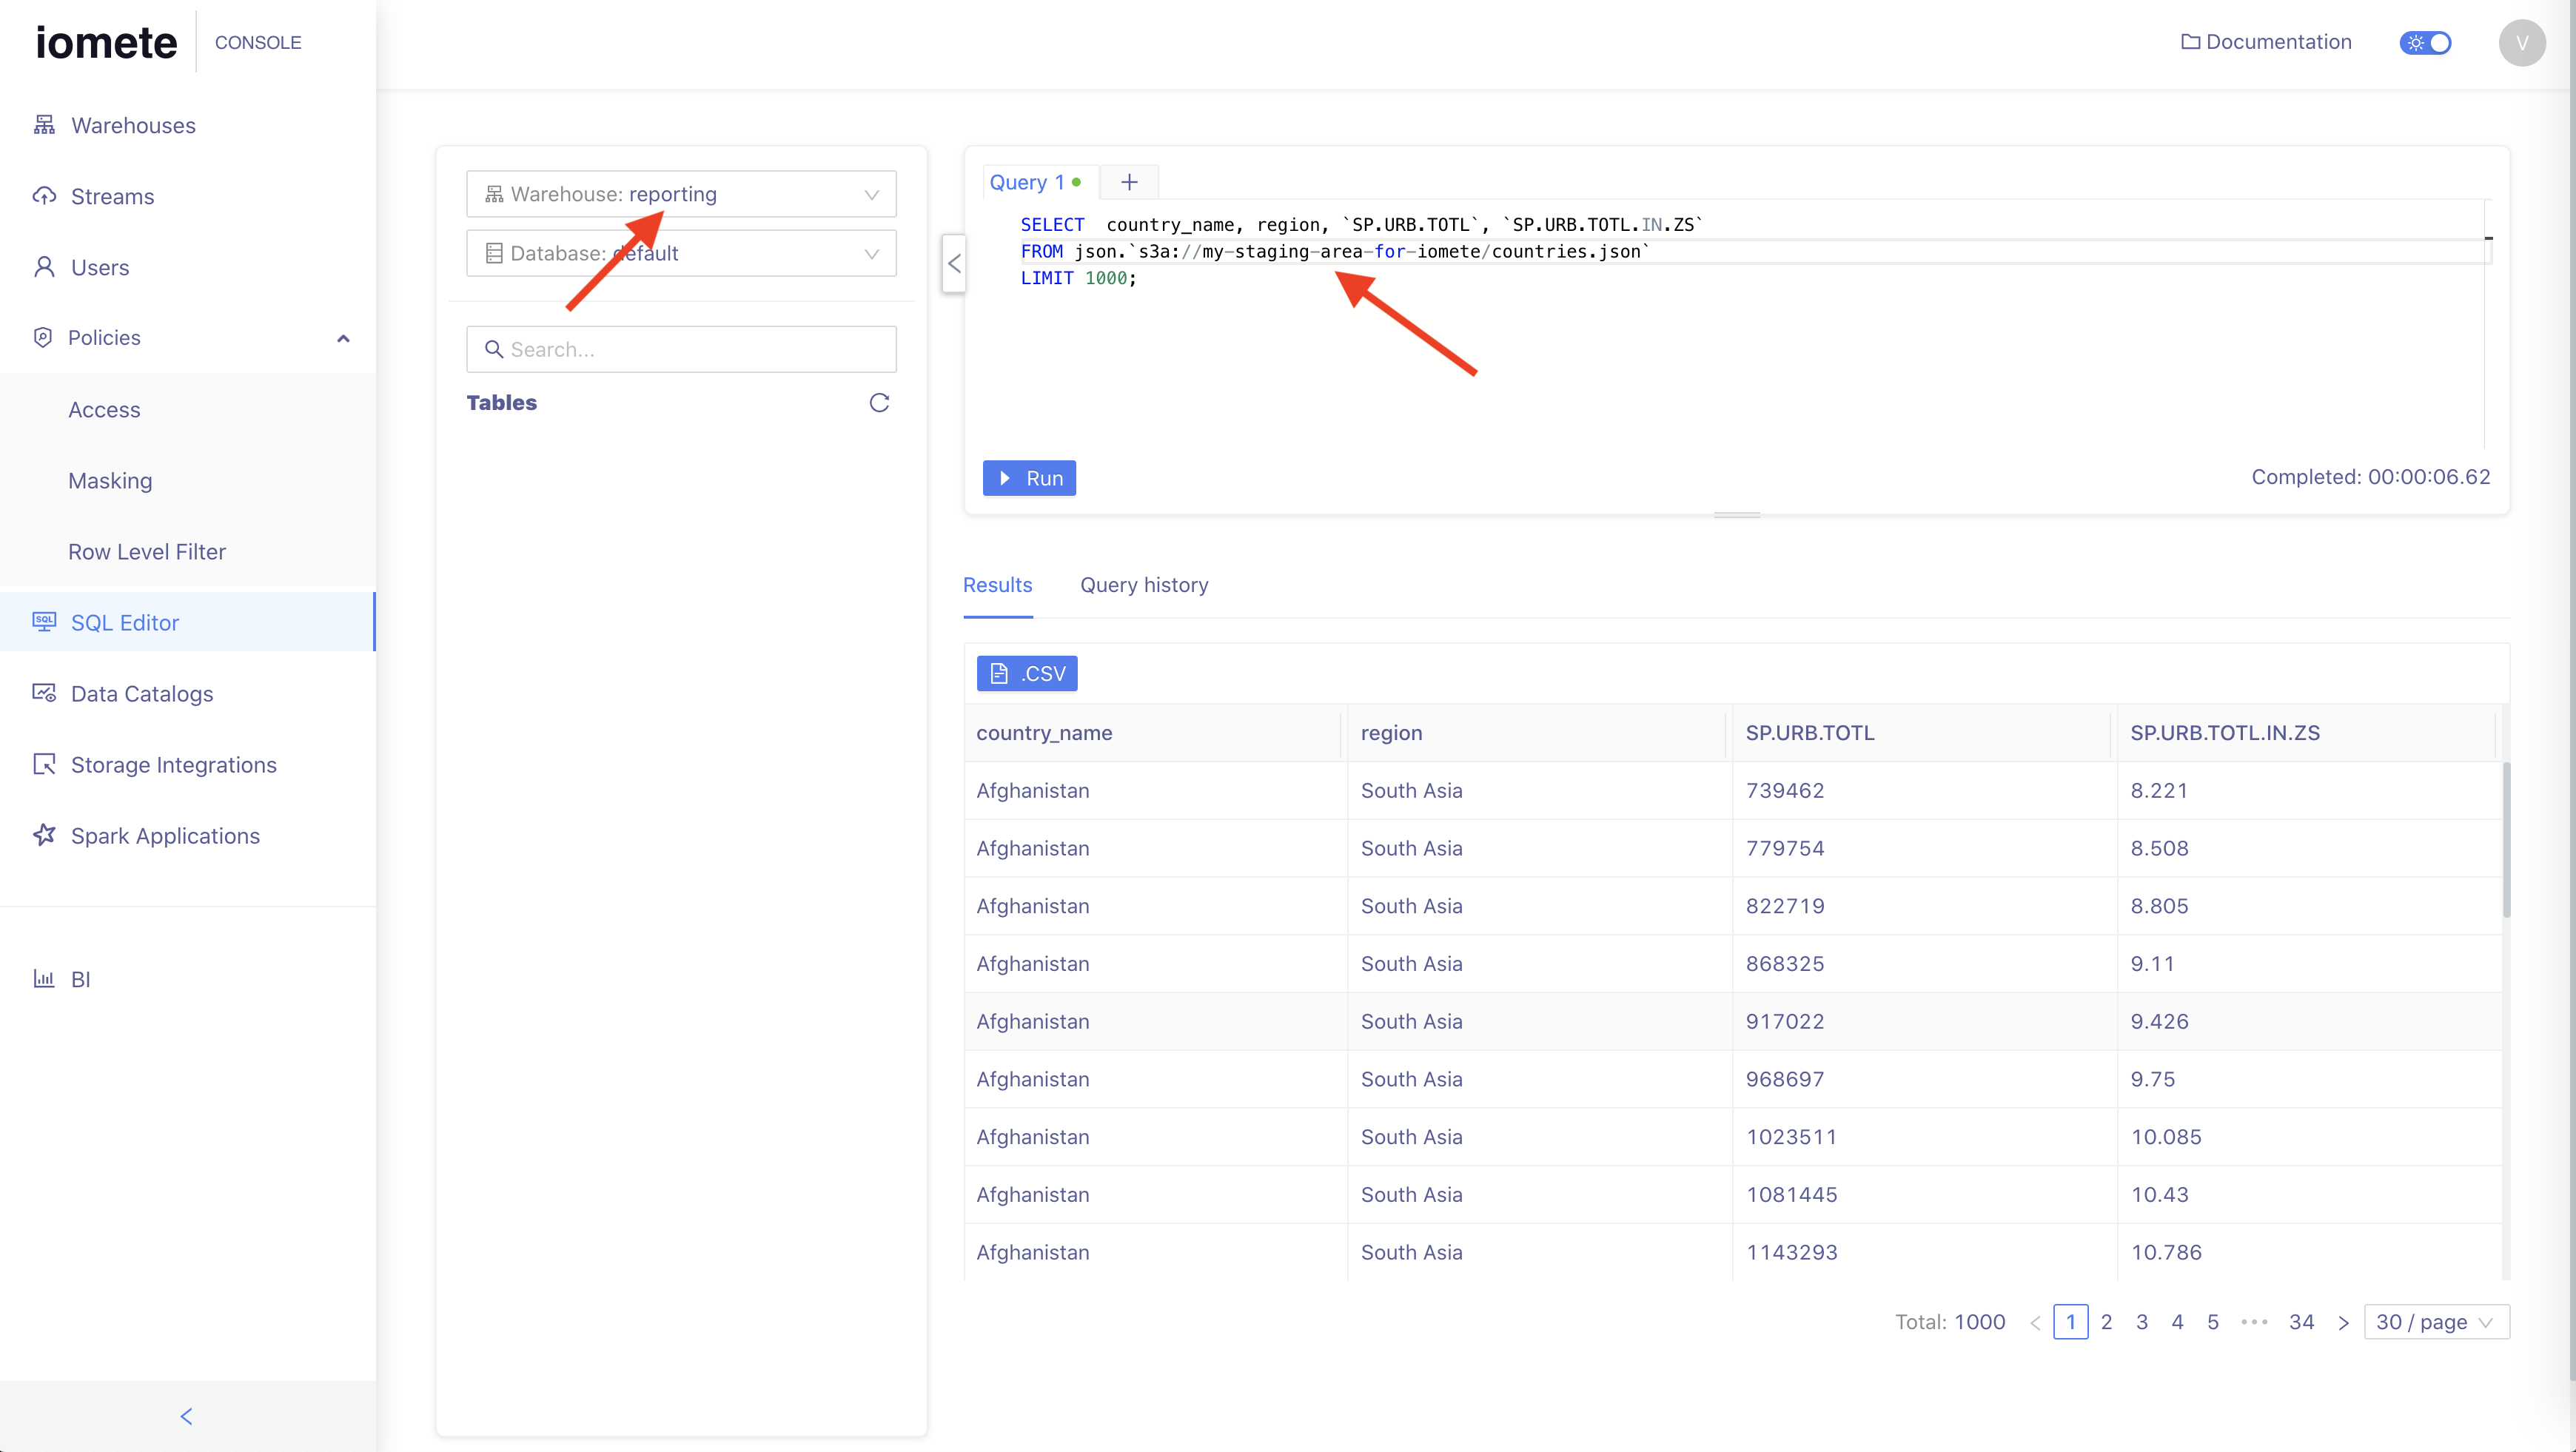 iomete CONSOLE
Documentation
V
Warehouses
Streams
Users
Policies
Access
Masking
Row Level Filter
SQL
SQL Editor
Data Catalogs
Storage Integrations
Spark Applications
BI
Warehouse: reporting
Database: default
Search...
Tables
Query 1
SELECT  country_name, region, `SP.URB.TOTL`, `SP.URB.TOTL.IN.ZS`
FROM json.`s3a://my-staging-area-for-iomete/countries.json`
LIMIT 1000;
Run
Completed: 00:00:06.62
Results Query history
.CSV
country_name region SP.URB.TOTL SP.URB.TOTL.IN.ZS
Afghanistan South Asia 739462 8.221
Afghanistan South Asia 779754 8.508
Afghanistan South Asia 822719 8.805
Afghanistan South Asia 868325 9.11
Afghanistan South Asia 917022 9.426
Afghanistan South Asia 968697 9.75
Afghanistan South Asia 1023511 10.085
Afghanistan South Asia 1081445 10.43
Afghanistan South Asia 1143293 10.786
Total: 1000 < 1 2 3 4 5 ••• 34 > 30 / page